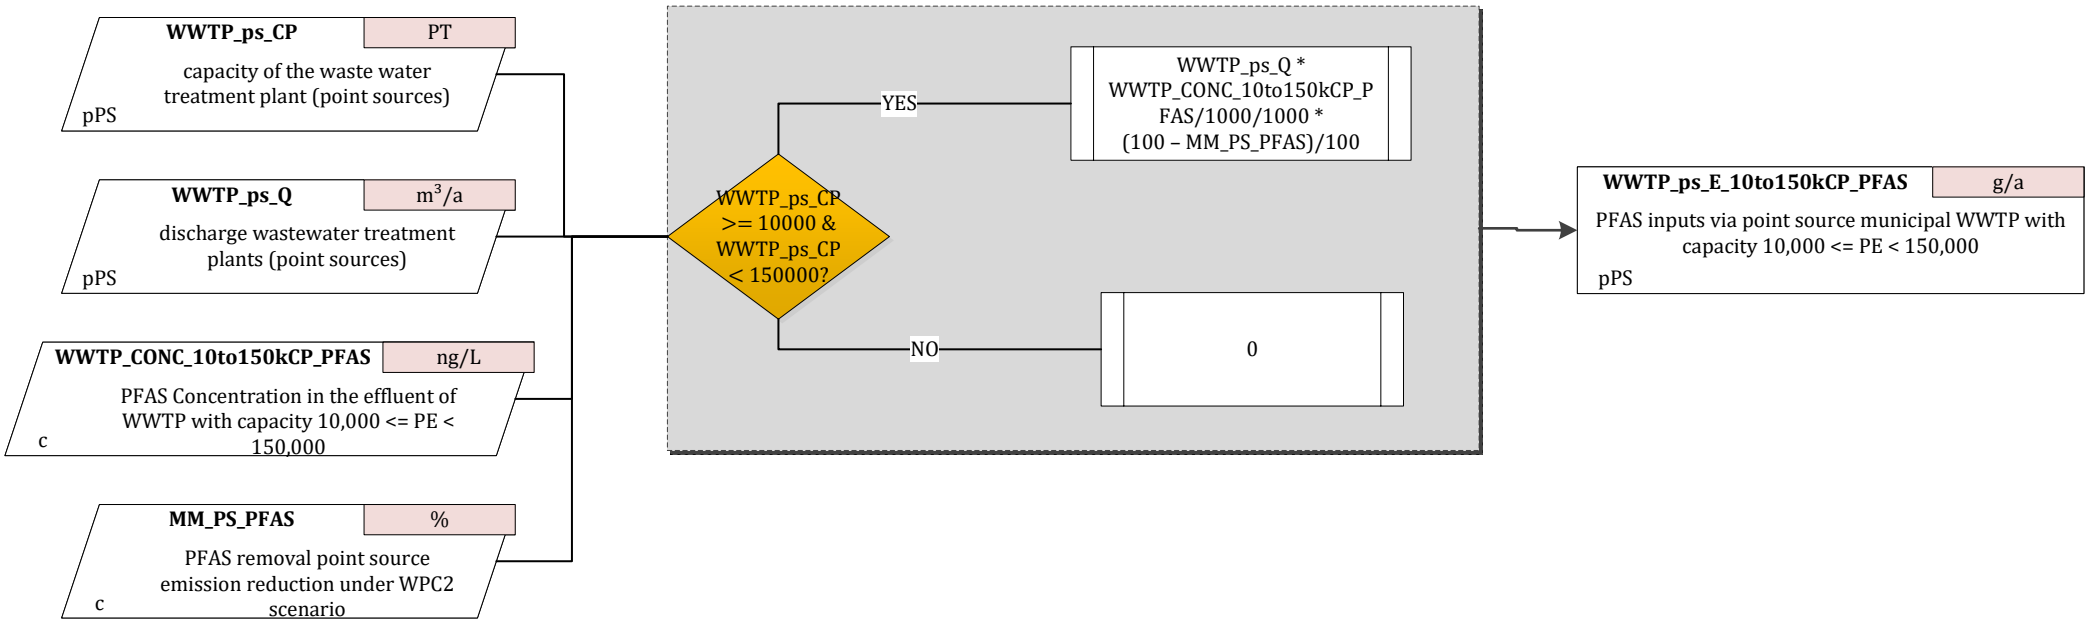 WWTP_ps_CP
PT
capacity of the waste water
treatment plant (point sources)
pPS
WWTP_ps_Q
m³/a
discharge wastewater treatment
plants (point sources)
pPS
WWTP_CONC_10to150kCP_PFAS
ng/L
PFAS Concentration in the effluent of
WWTP with capacity 10,000 <= PE <
150,000
c
MM_PS_PFAS
%
PFAS removal point source
emission reduction under WPC2
scenario
c
WWTP_ps_CP
>= 10000 &
WWTP_ps_CP
< 150000?
YES
WWTP_ps_Q *
WWTP_CONC_10to150kCP_P
FAS/1000/1000 *
(100 – MM_PS_PFAS)/100
NO
0
WWTP_ps_E_10to150kCP_PFAS
g/a
PFAS inputs via point source municipal WWTP with
capacity 10,000 <= PE < 150,000
pPS